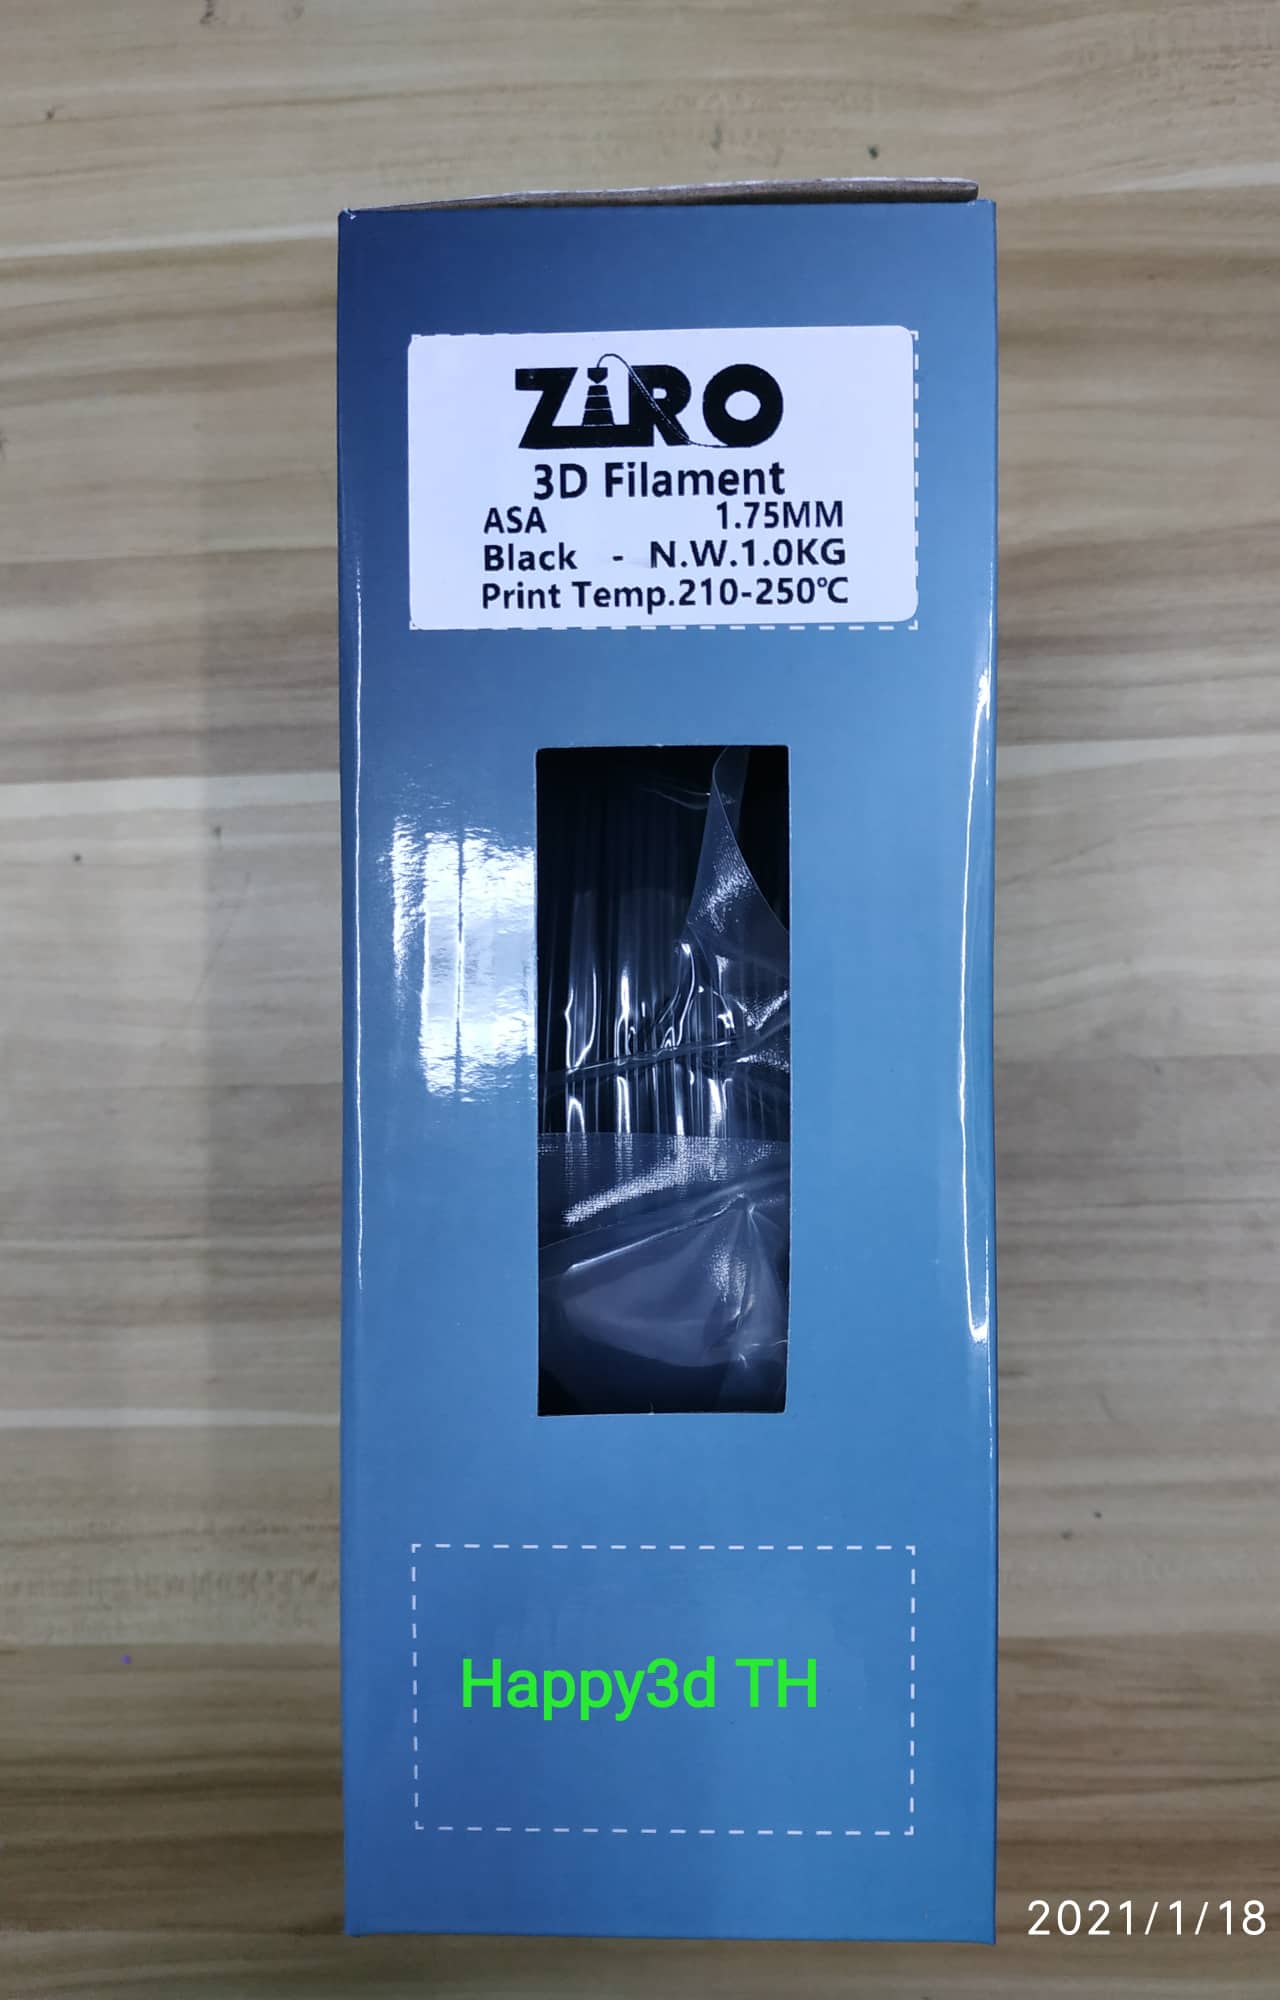 ZiRO
3D Filament
ASA 1.75MM
Black - N.W.1.0KG
Print Temp.210-250℃
Happy3d TH
2021/1/18